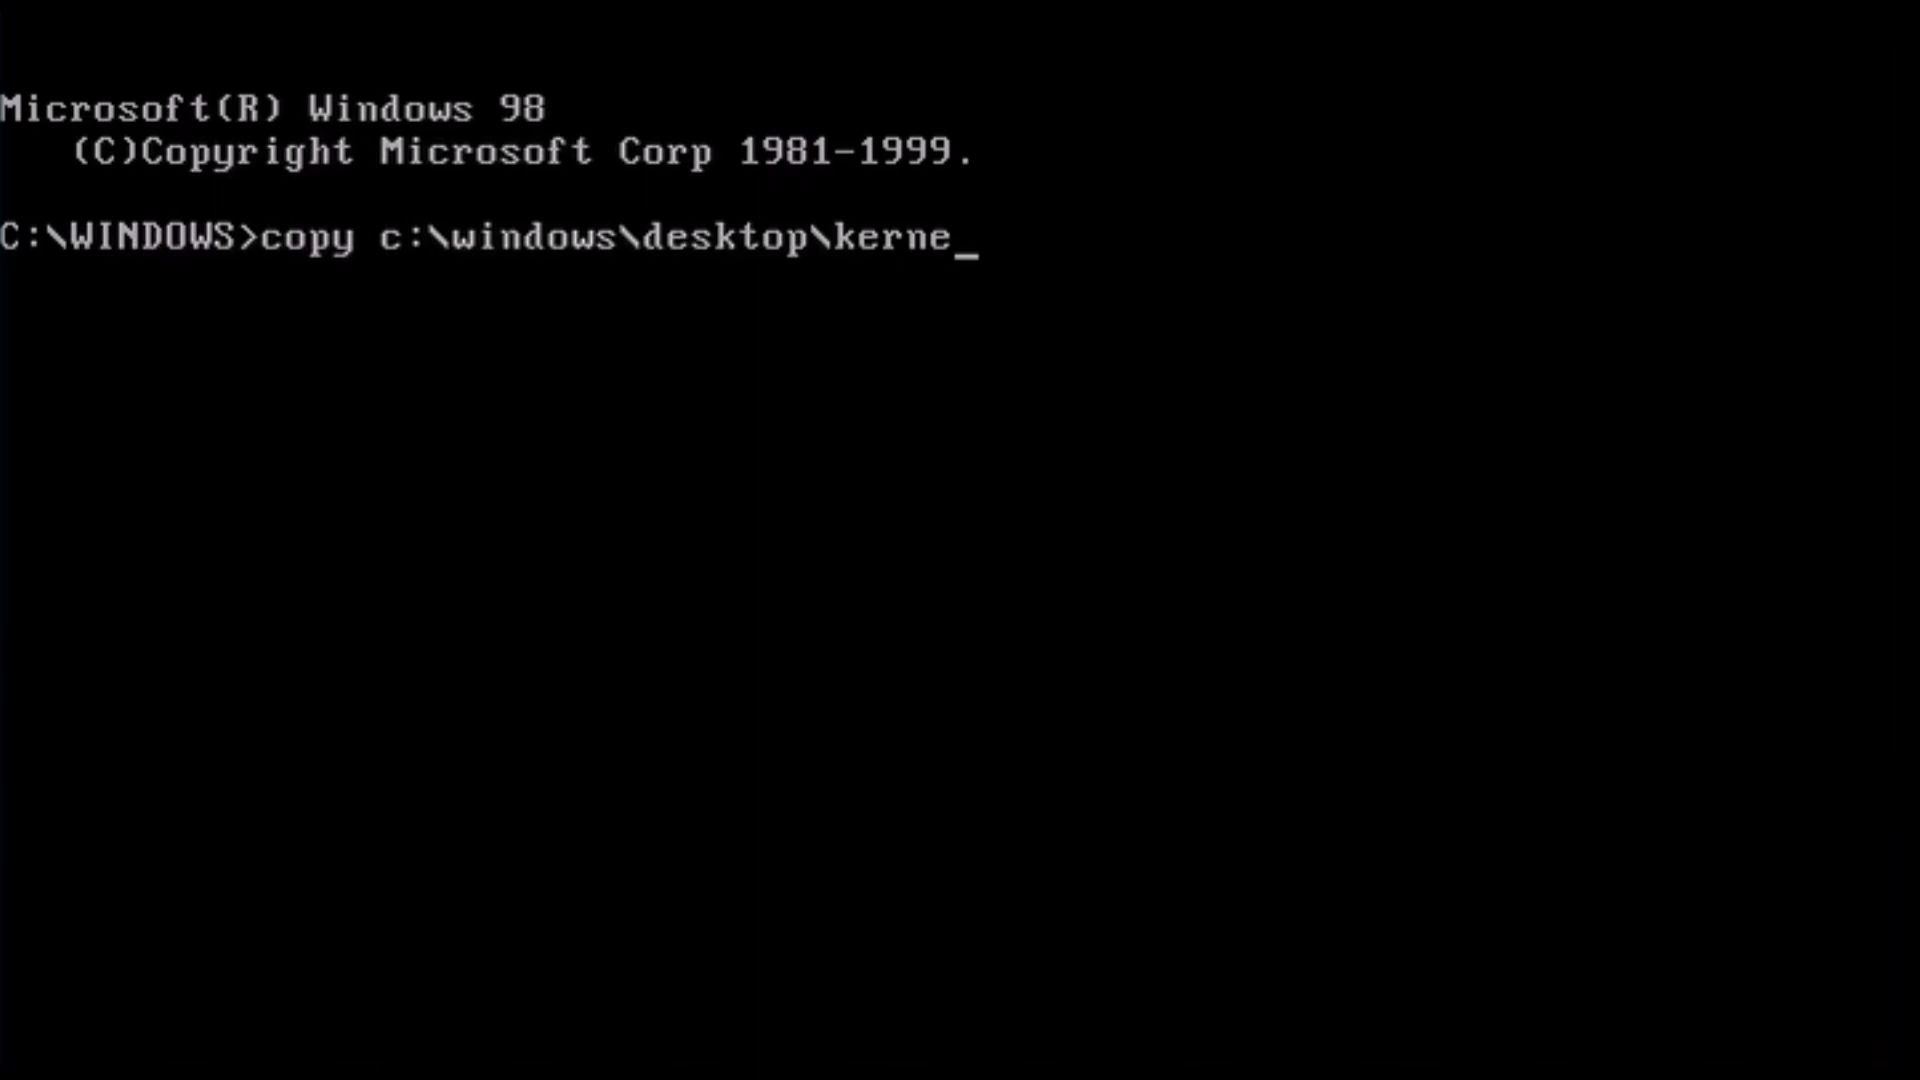 Microsoft(R) Windows 98
(C)Copyright Microsoft Corp 1981-1999.
C:\WINDOWS>copy c:\windows\desktop\kerne_